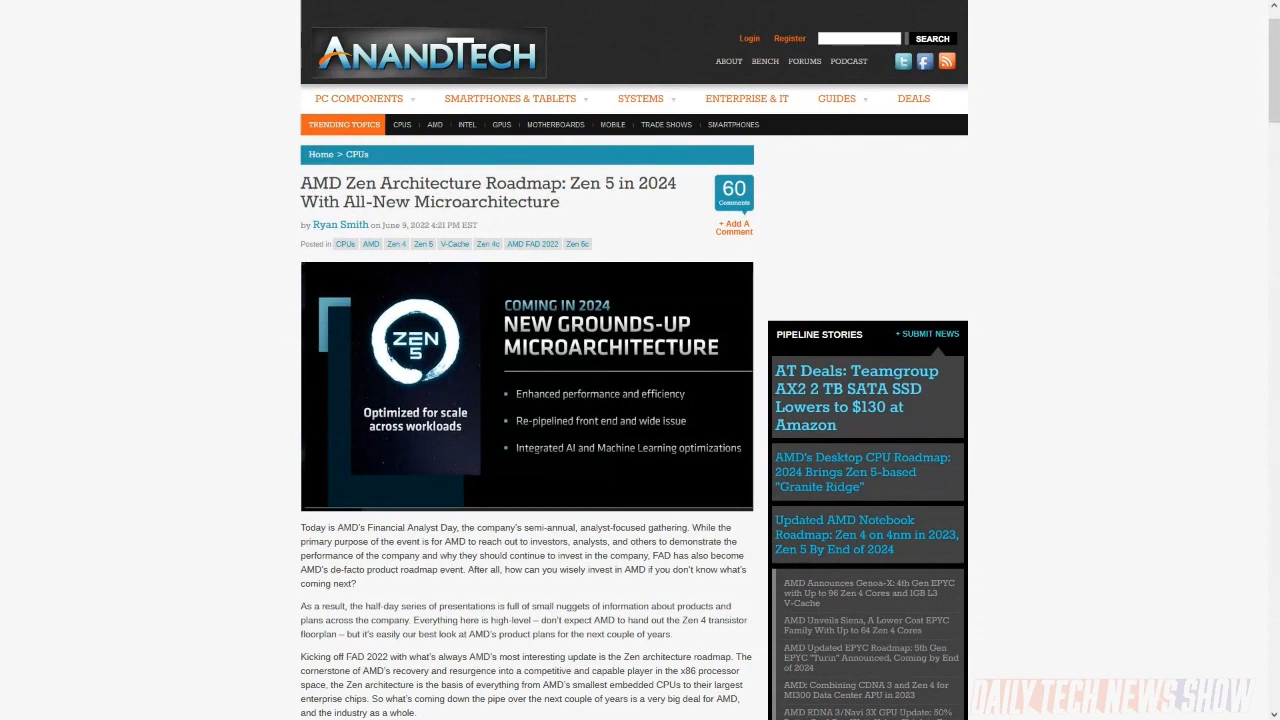 ANANDTECH
Login Register SEARCH
ABOUT BENCH FORUMS PODCAST
PC COMPONENTS SMARTPHONES & TABLETS SYSTEMS ENTERPRISE & IT GUIDES DEALS
TRENDING TOPICS CPUS AMD INTEL GPUS MOTHERBOARDS MOBILE TRADE SHOWS SMARTPHONES
Home > CPUs
AMD Zen Architecture Roadmap: Zen 5 in 2024
With All-New Microarchitecture
60
Comments
+ Add A
Comment
by Ryan Smith on June 9, 2022 4:21 PM EST
Posted in CPUs AMD Zen 4 Zen 5 V-Cache Zen 4c AMD FAD 2022 Zen 5c
ZEN
5
Optimized for scale
across workloads
COMING IN 2024
NEW GROUNDS-UP
MICROARCHITECTURE
Enhanced performance and efficiency
Re-pipelined front end and wide issue
Integrated AI and Machine Learning optimizations
Today is AMD's Financial Analyst Day, the company's semi-annual, analyst-focused gathering. While the
primary purpose of the event is for AMD to reach out to investors, analysts, and others to demonstrate the
performance of the company and why they should continue to invest in the company, FAD has also become
AMD's de-facto product roadmap event. After all, how can you wisely invest in AMD if you don't know what's
coming next?
As a result, the half-day series of presentations is full of small nuggets of information about products and
plans across the company. Everything here is high-level – don't expect AMD to hand out the Zen 4 transistor
floorplan – but it's easily our best look at AMD's product plans for the next couple of years.
Kicking off FAD 2022 with what's always AMD's most interesting update is the Zen architecture roadmap. The
cornerstone of AMD's recovery and resurgence into a competitive and capable player in the x86 processor
space, the Zen architecture is the basis of everything from AMD's smallest embedded CPUs to their largest
enterprise chips. So what's coming down the pipe over the next couple of years is a very big deal for AMD,
and the industry as a whole.
PIPELINE STORIES + SUBMIT NEWS
AT Deals: Teamgroup
AX2 2 TB SATA SSD
Lowers to $130 at
Amazon
AMD's Desktop CPU Roadmap:
2024 Brings Zen 5-based
"Granite Ridge"
Updated AMD Notebook
Roadmap: Zen 4 on 4nm in 2023,
Zen 5 By End of 2024
AMD Announces Genoa-X: 4th Gen EPYC
with Up to 96 Zen 4 Cores and 1GB L3
V-Cache
AMD Unveils Siena, A Lower Cost EPYC
Family With Up to 64 Zen 4 Cores
AMD Updated EPYC Roadmap: 5th Gen
EPYC "Turin" Announced, Coming by End
of 2024
AMD: Combining CDNA 3 and Zen 4 for
MI300 Data Center APU in 2023
AMD RDNA 3/Navi 3X GPU Update: 50%